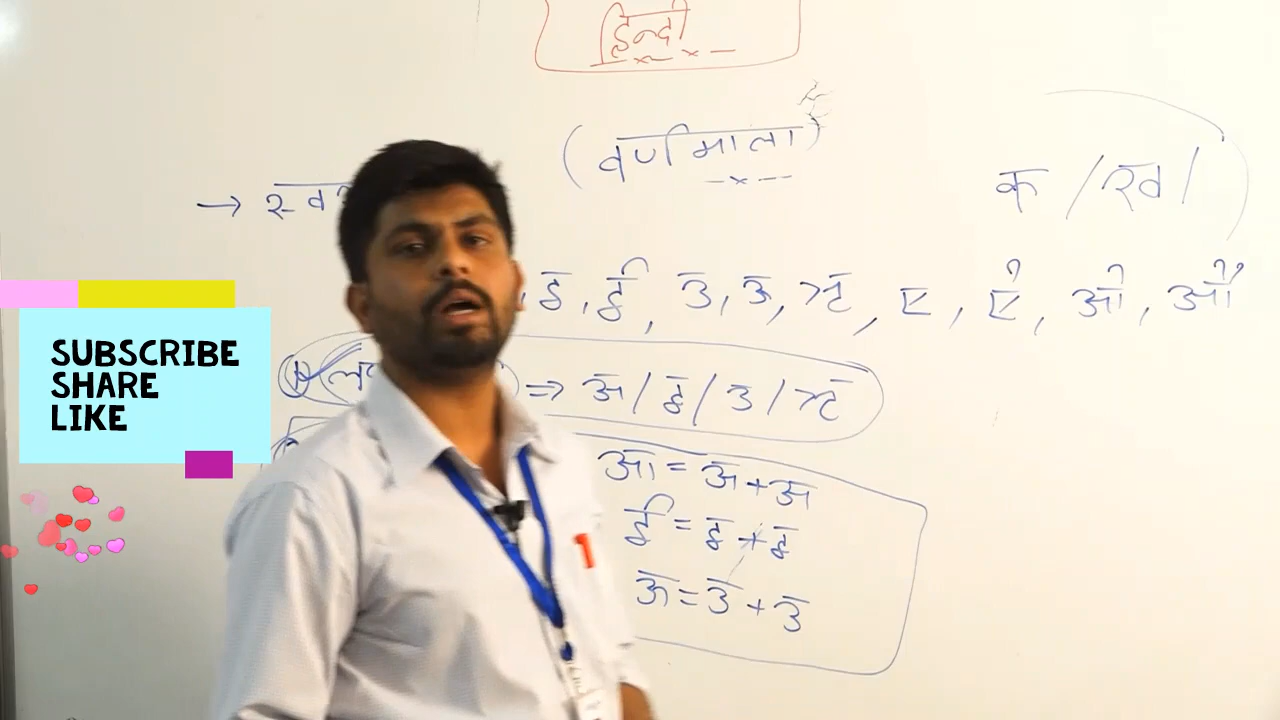 हिन्दी
(वर्णमाला)
→ स्व
क / ख /
, इ, ई, उ, ऊ, ऋ, ए, ऐ, ओ, औ
⇒ अ / इ / उ / ऋ
आ = अ + अ
ई = इ + इ
ऊ = उ + उ
SUBSCRIBE
SHARE
LIKE